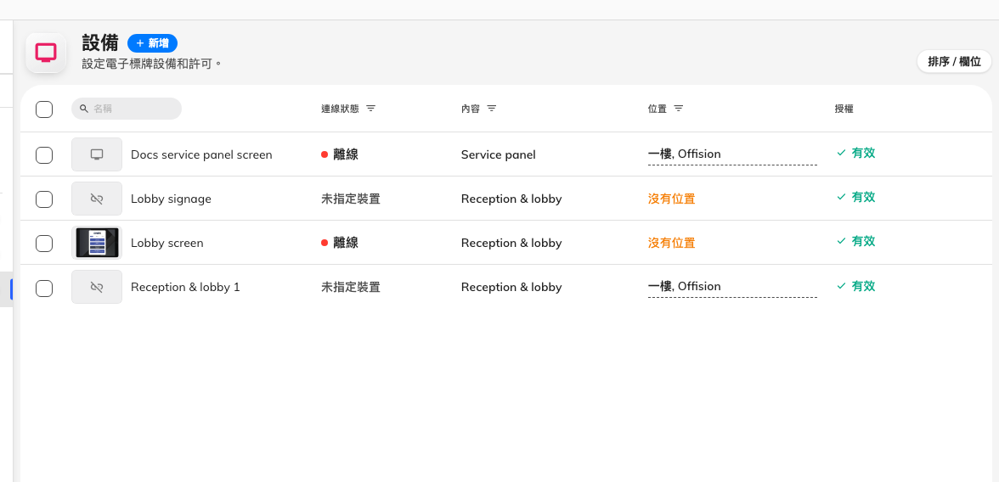 設備
+ 新增
設定電子標牌設備和許可。
排序 / 欄位
名稱 連線狀態 內容 位置 授權
Docs service panel screen 離線 Service panel 一樓, Offision 有效
Lobby signage 未指定裝置 Reception & lobby 沒有位置 有效
Lobby screen 離線 Reception & lobby 沒有位置 有效
Reception & lobby 1 未指定裝置 Reception & lobby 一樓, Offision 有效